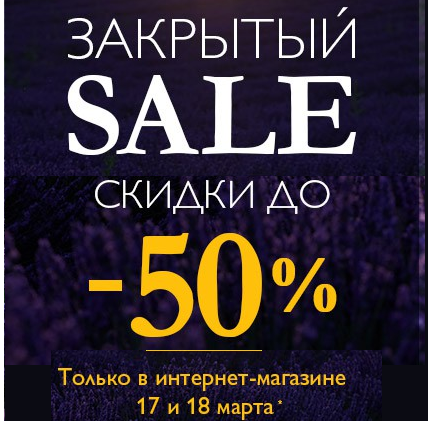 ЗАКРЫТЫЙ
SALE
СКИДКИ ДО
-50%
Только в интернет-магазине
17 и 18 марта*